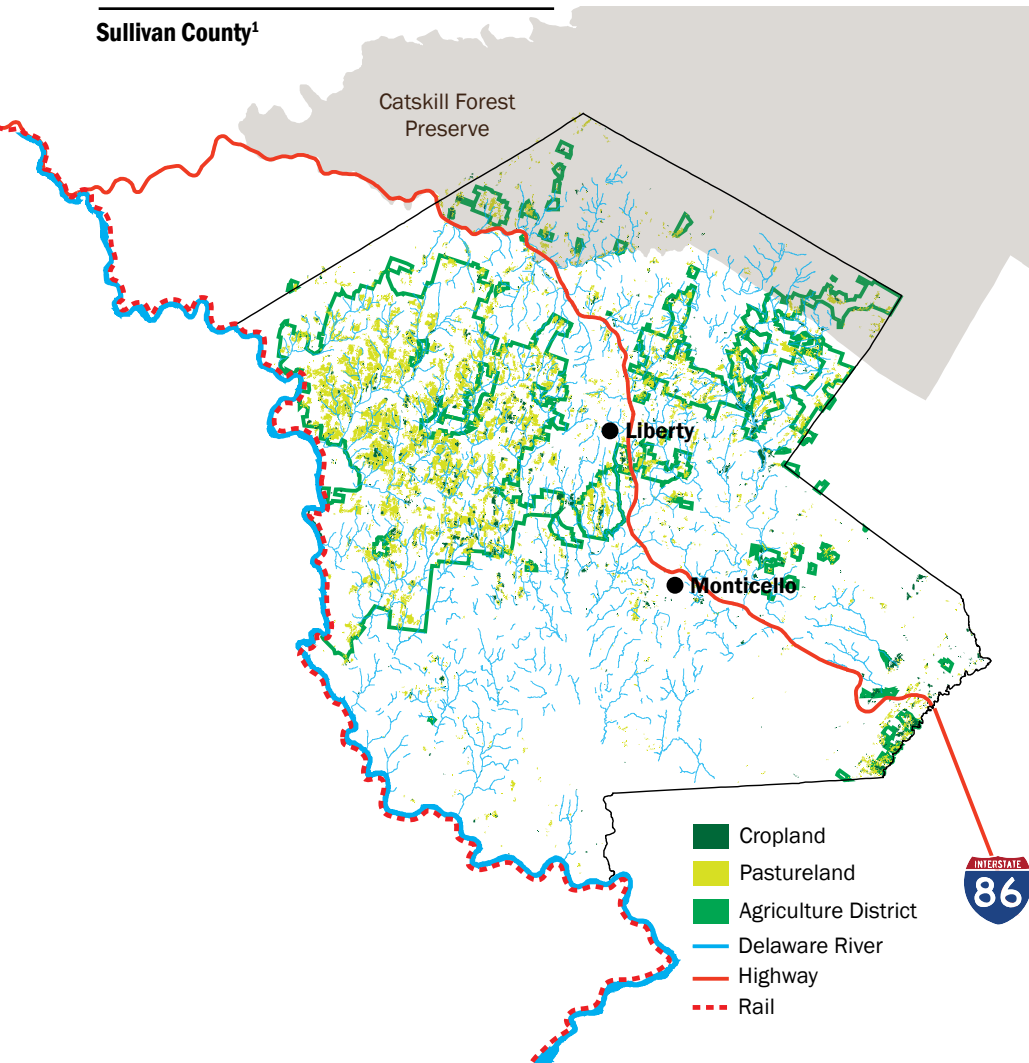 Sullivan County¹
Catskill Forest
Preserve
Liberty
Monticello
Cropland
Pastureland
Agriculture District
Delaware River
Highway
Rail
INTERSTATE
86